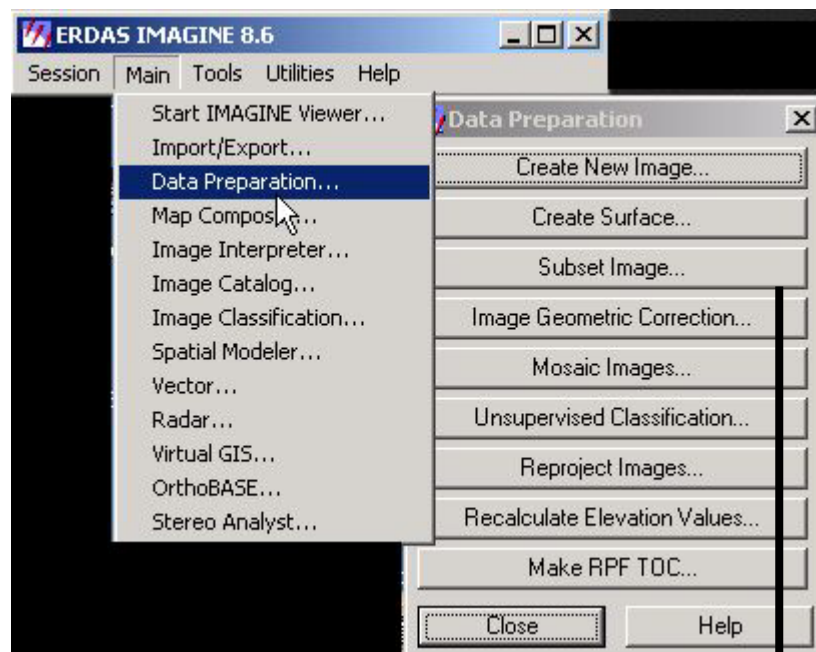 ERDAS IMAGINE 8.6
Session Main Tools Utilities Help
Start IMAGINE Viewer...
Import/Export...
Data Preparation...
Map Compos...
Image Interpreter...
Image Catalog...
Image Classification...
Spatial Modeler...
Vector...
Radar...
Virtual GIS...
OrthoBASE...
Stereo Analyst...
Data Preparation
Create New Image...
Create Surface...
Subset Image...
Image Geometric Correction...
Mosaic Images...
Unsupervised Classification...
Reproject Images...
Recalculate Elevation Values...
Make RPF TOC...
Close Help